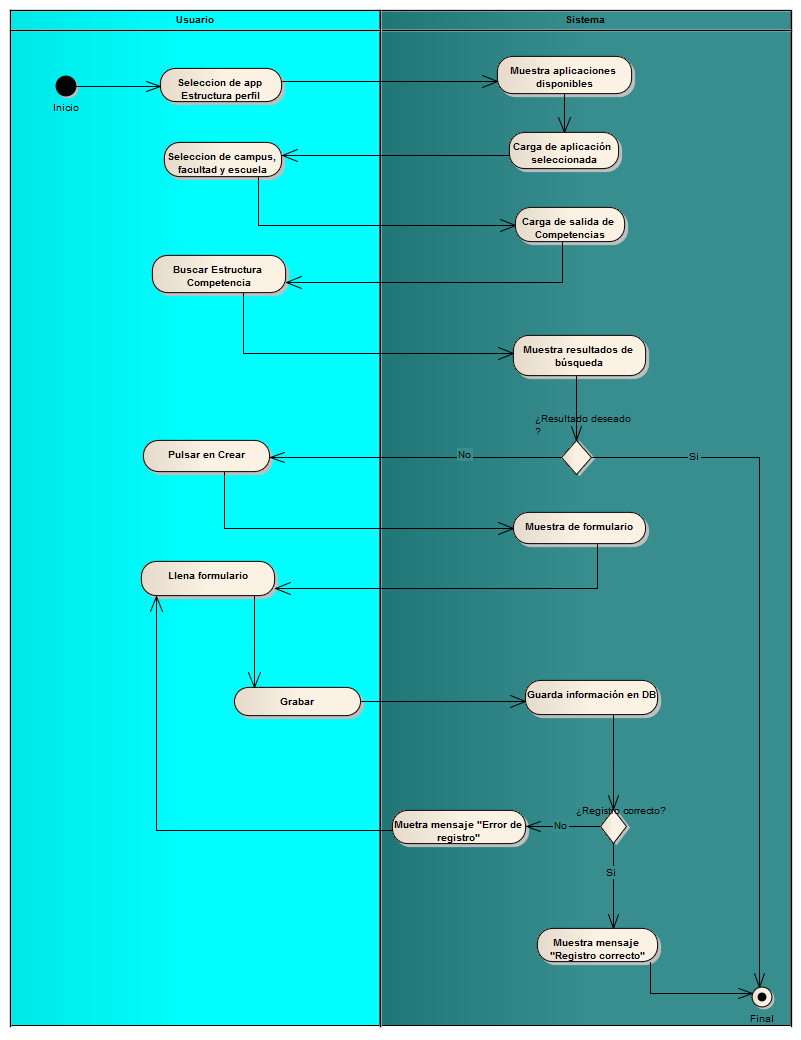 Usuario
Sistema
Inicio
Seleccion de app
Estructura perfil
Muestra aplicaciones
disponibles
Carga de aplicación
seleccionada
Seleccion de campus,
facultad y escuela
Carga de salida de
Competencias
Buscar Estructura
Competencia
Muestra resultados de
búsqueda
¿Resultado deseado
?
No
Si
Pulsar en Crear
Muestra de formulario
Llena formulario
Grabar
Guarda información en DB
¿Registro correcto?
No
Muetra mensaje "Error de
registro"
Si
Muestra mensaje
"Registro correcto"
Final